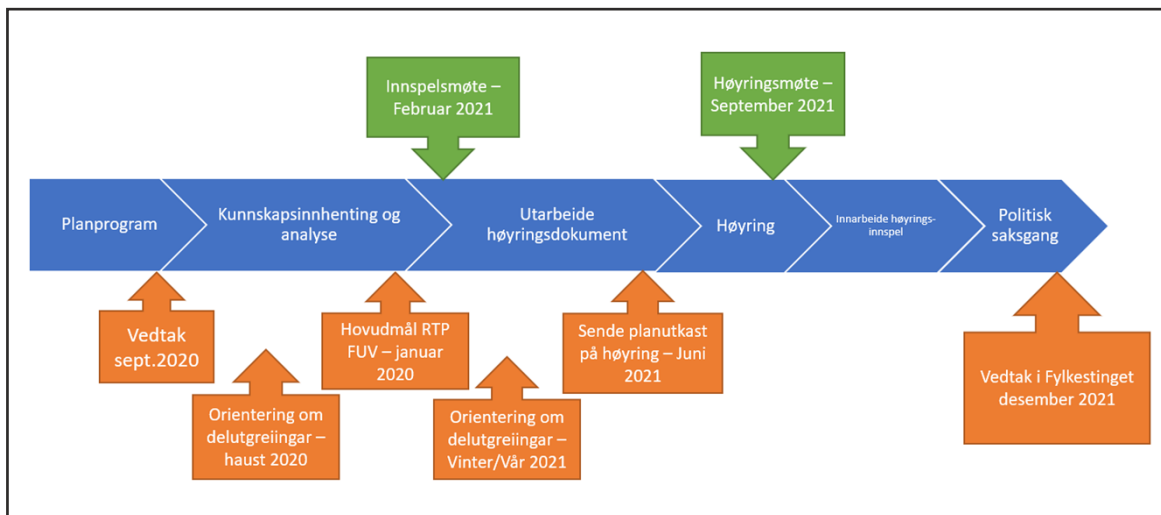 Innspelsmøte –
Februar 2021
Høyringsmøte –
September 2021
Planprogram
Kunnskapsinnhenting og
analyse
Utarbeide
høyringsdokument
Høyring
Innarbeide høyrings-
innspel
Politisk
saksgang
Vedtak
sept.2020
Orientering om
delutgreiingar –
haust 2020
Hovudmål RTP
FUV – januar
2020
Orientering om
delutgreiingar –
Vinter/Vår 2021
Sende planutkast
på høyring – Juni
2021
Vedtak i Fylkestinget
desember 2021